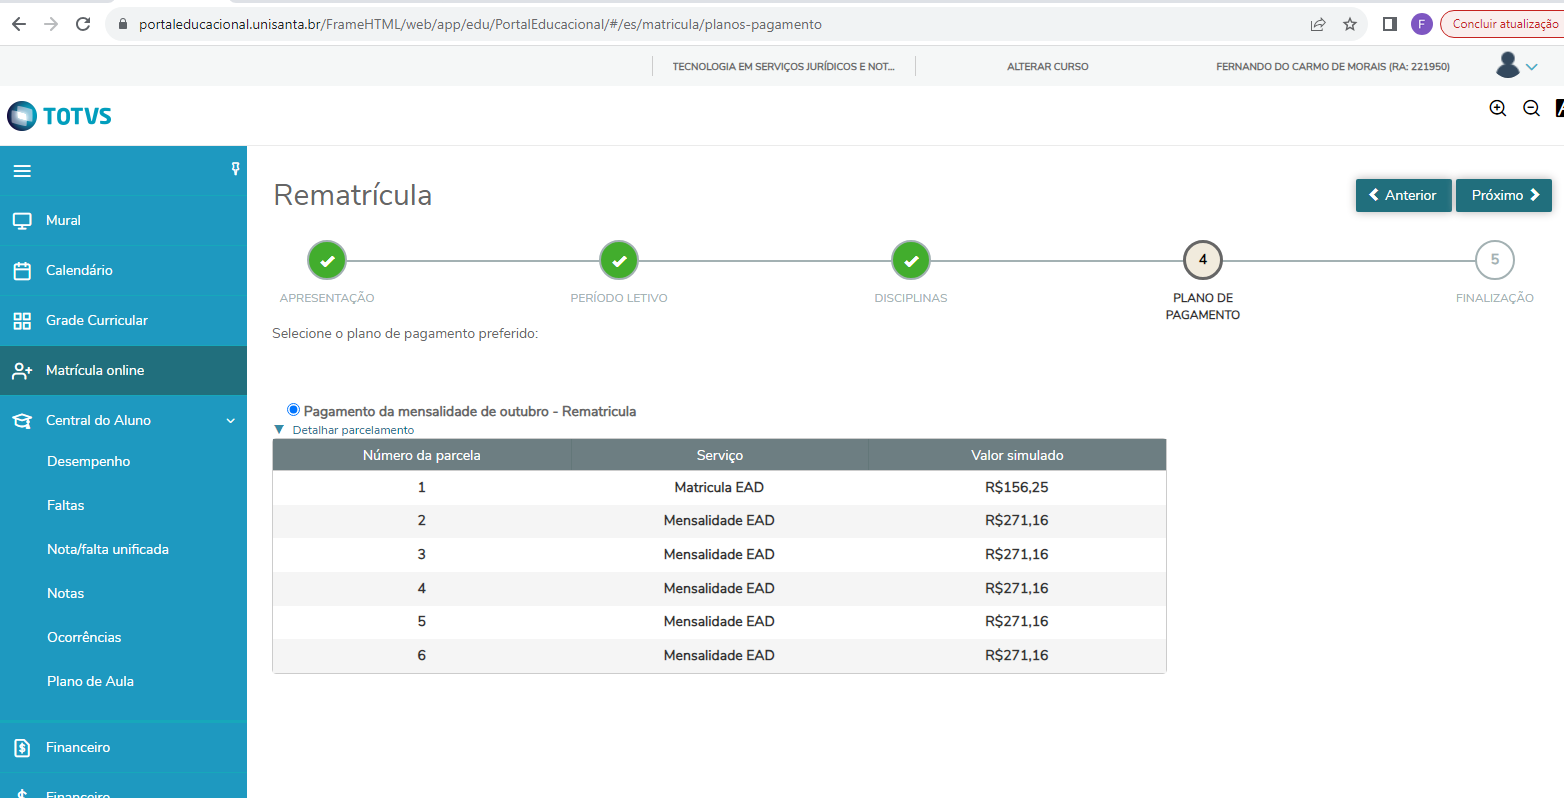 portaleducacional.unisanta.br/FrameHTML/web/app/edu/PortalEducacional/#/es/matricula/planos-pagamento
F
Concluir atualização
TECNOLOGIA EM SERVIÇOS JURÍDICOS E NOT...
ALTERAR CURSO
FERNANDO DO CARMO DE MORAIS (RA: 221950)
TOTVS
Mural
Calendário
Grade Curricular
Matrícula online
Central do Aluno
Desempenho
Faltas
Nota/falta unificada
Notas
Ocorrências
Plano de Aula
Financeiro
Financeiro
Rematrícula
Anterior
Próximo
4
5
APRESENTAÇÃO
PERÍODO LETIVO
DISCIPLINAS
PLANO DE
PAGAMENTO
FINALIZAÇÃO
Selecione o plano de pagamento preferido:
Pagamento da mensalidade de outubro - Rematricula
Detalhar parcelamento
Número da parcela Serviço Valor simulado
1 Matricula EAD R$156,25
2 Mensalidade EAD R$271,16
3 Mensalidade EAD R$271,16
4 Mensalidade EAD R$271,16
5 Mensalidade EAD R$271,16
6 Mensalidade EAD R$271,16